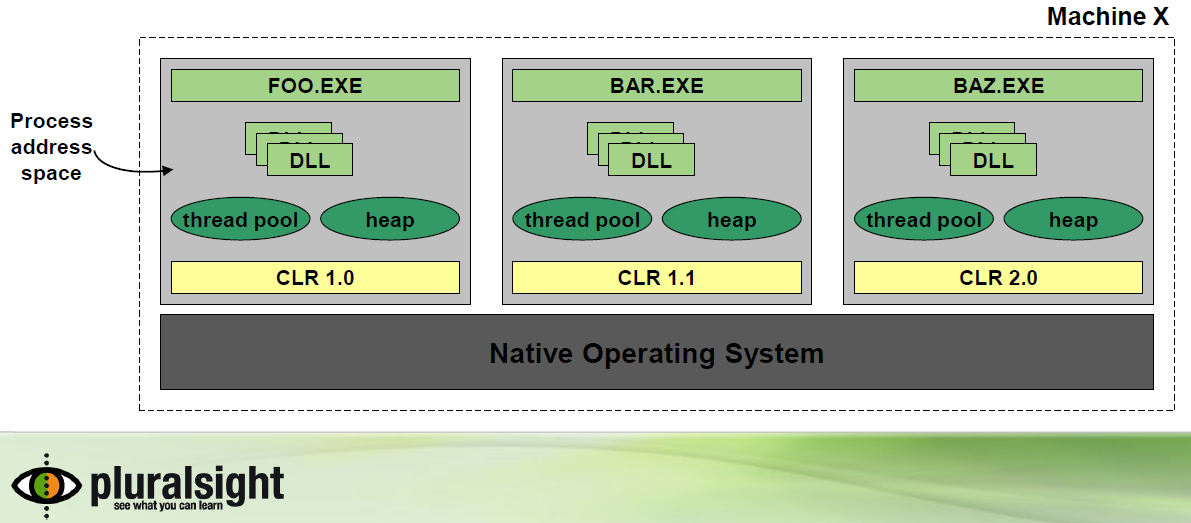 Machine X
Process
address
space
FOO.EXE
DLL
thread pool
heap
CLR 1.0
BAR.EXE
DLL
thread pool
heap
CLR 1.1
BAZ.EXE
DLL
thread pool
heap
CLR 2.0
Native Operating System
pluralsight
see what you can learn